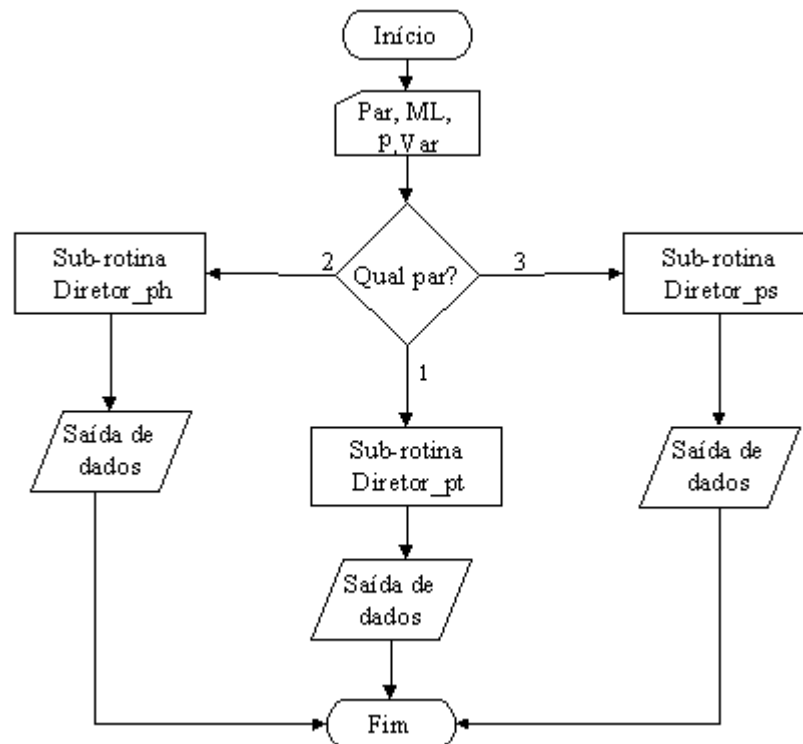 Início
Par, ML,
p,Var
Qual par?
2
3
1
Sub-rotina
Diretor_ph
Sub-rotina
Diretor_ps
Saída de
dados
Sub-rotina
Diretor_pt
Saída de
dados
Saída de
dados
Fim